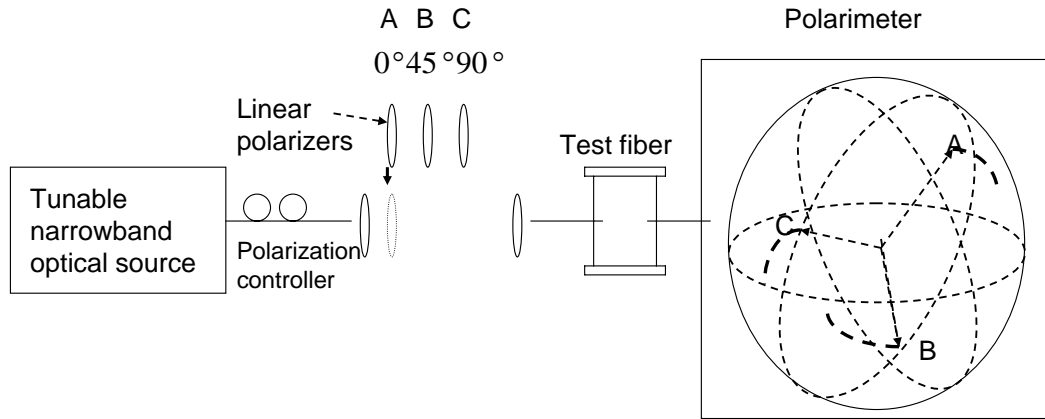 A B C
0°45°90°
Polarimeter
Linear
polarizers
Test fiber
Tunable
narrowband
optical source
Polarization
controller
A
C
B